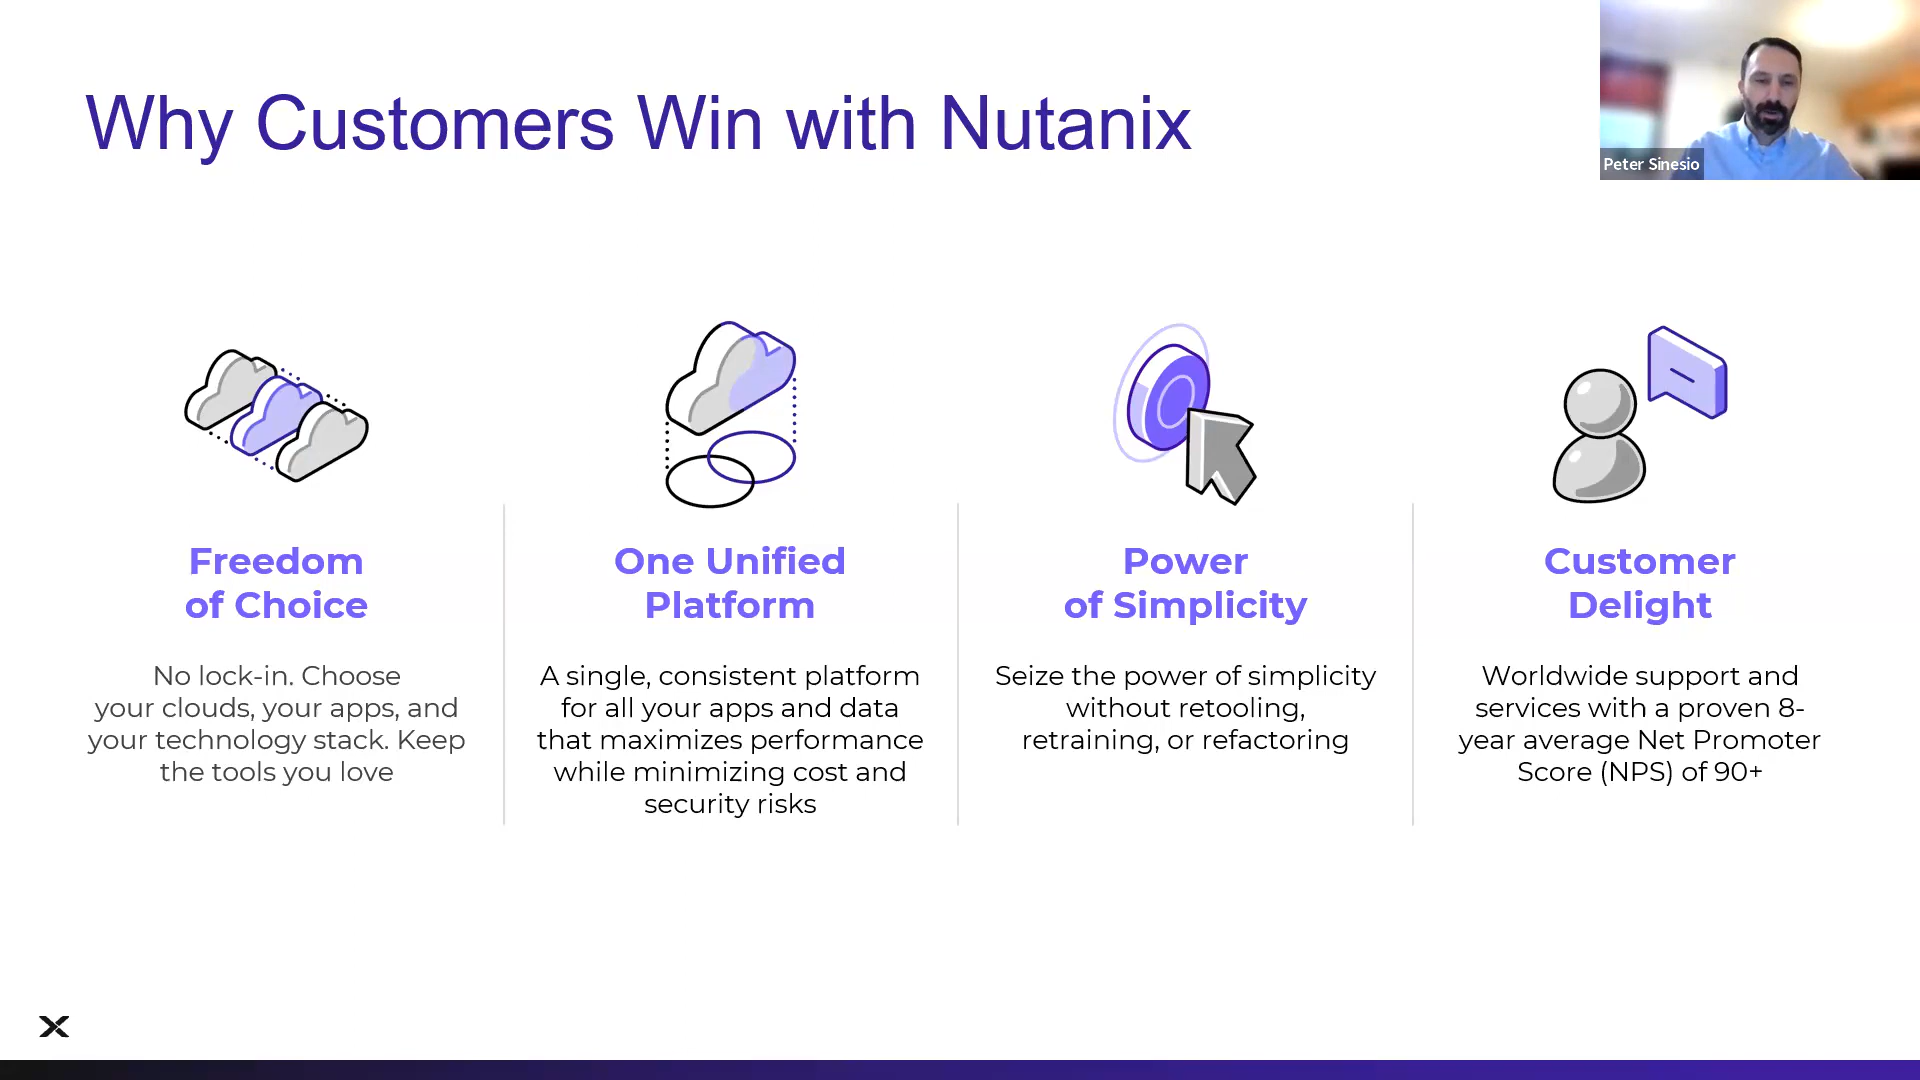 Why Customers Win with Nutanix
Peter Sinesio
Freedom
of Choice
No lock-in. Choose
your clouds, your apps, and
your technology stack. Keep
the tools you love
One Unified
Platform
A single, consistent platform
for all your apps and data
that maximizes performance
while minimizing cost and
security risks
Power
of Simplicity
Seize the power of simplicity
without retooling,
retraining, or refactoring
Customer
Delight
Worldwide support and
services with a proven 8-
year average Net Promoter
Score (NPS) of 90+